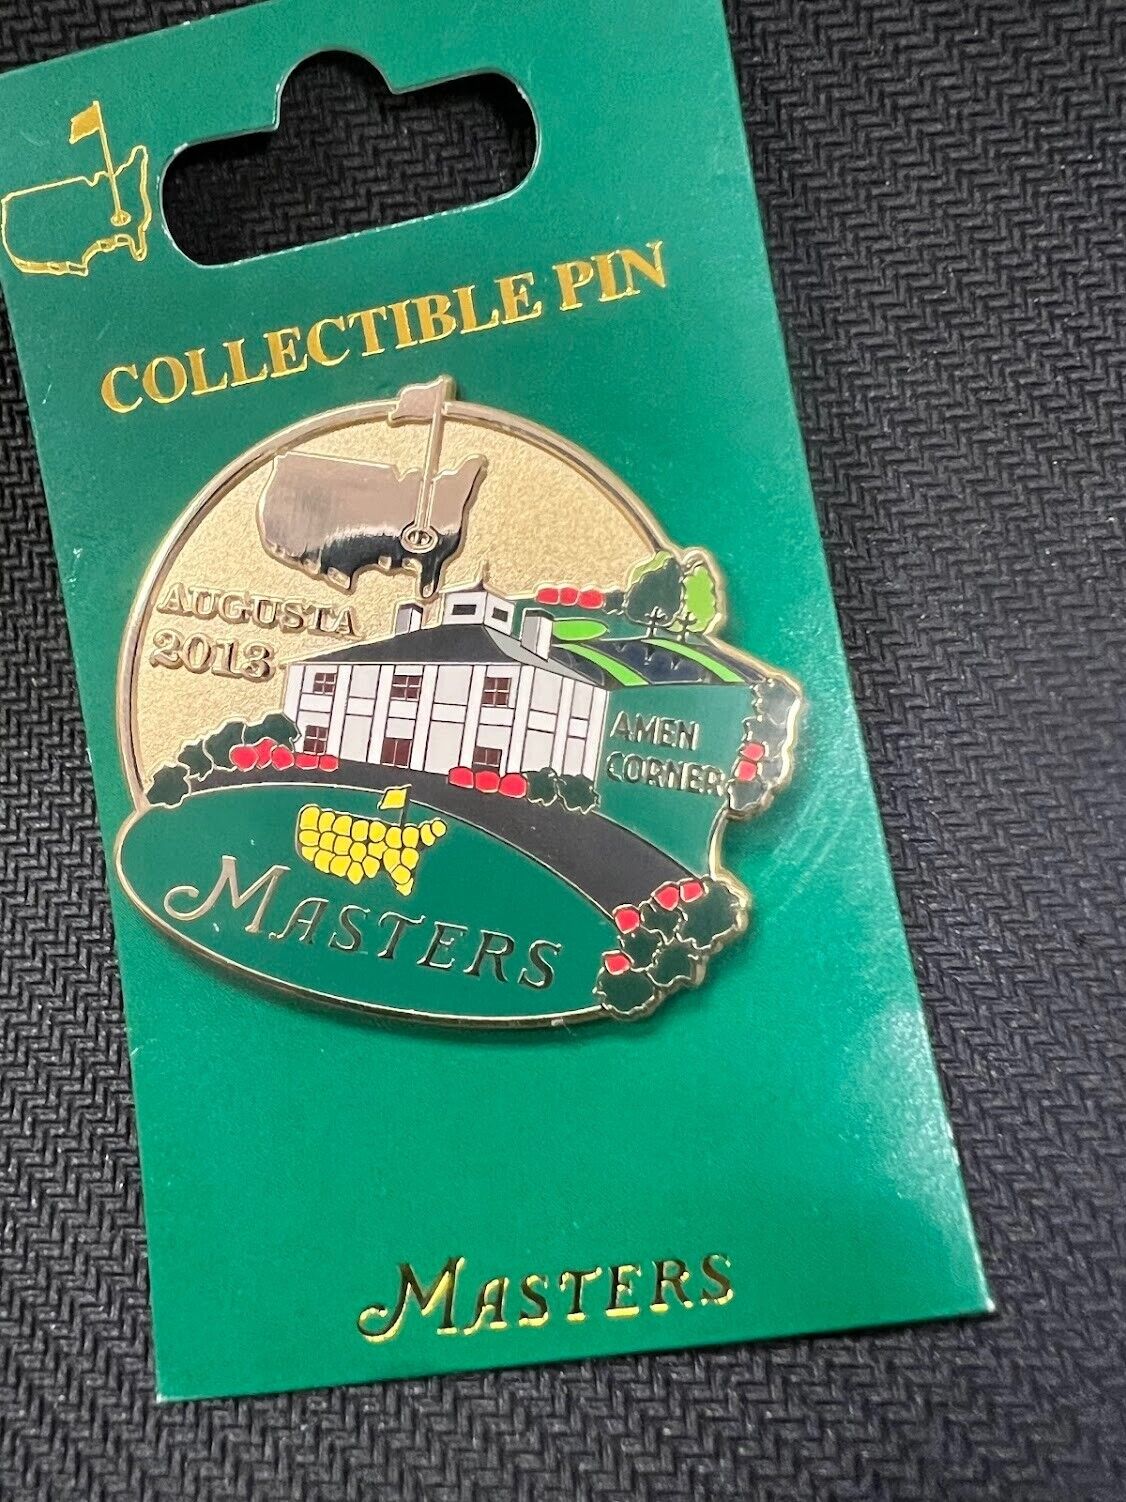 COLLECTIBLE PIN
AUGUSTA
2013
AMEN
CORNER
MASTERS
MASTERS